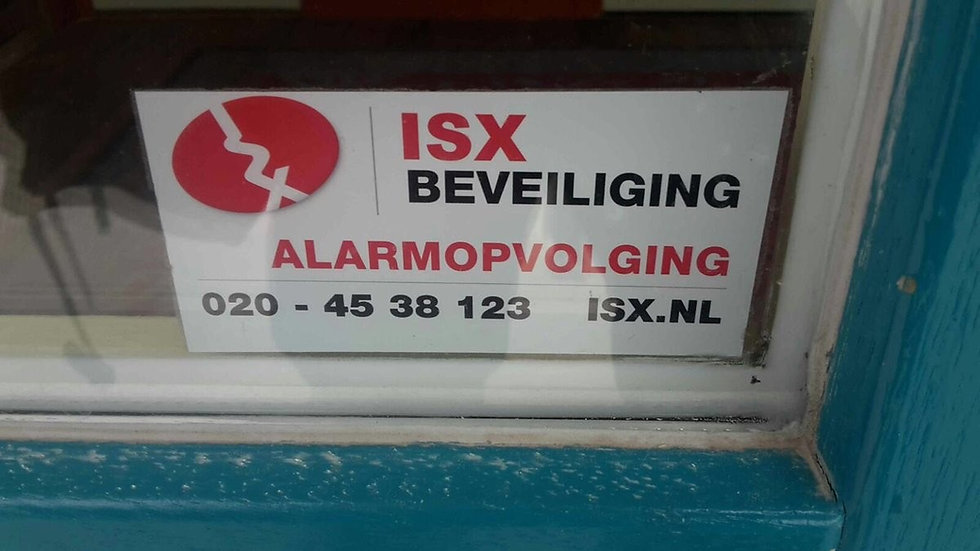 ISX
BEVEILIGING
ALARMOPVOLGING
020 - 45 38 123 ISX.NL